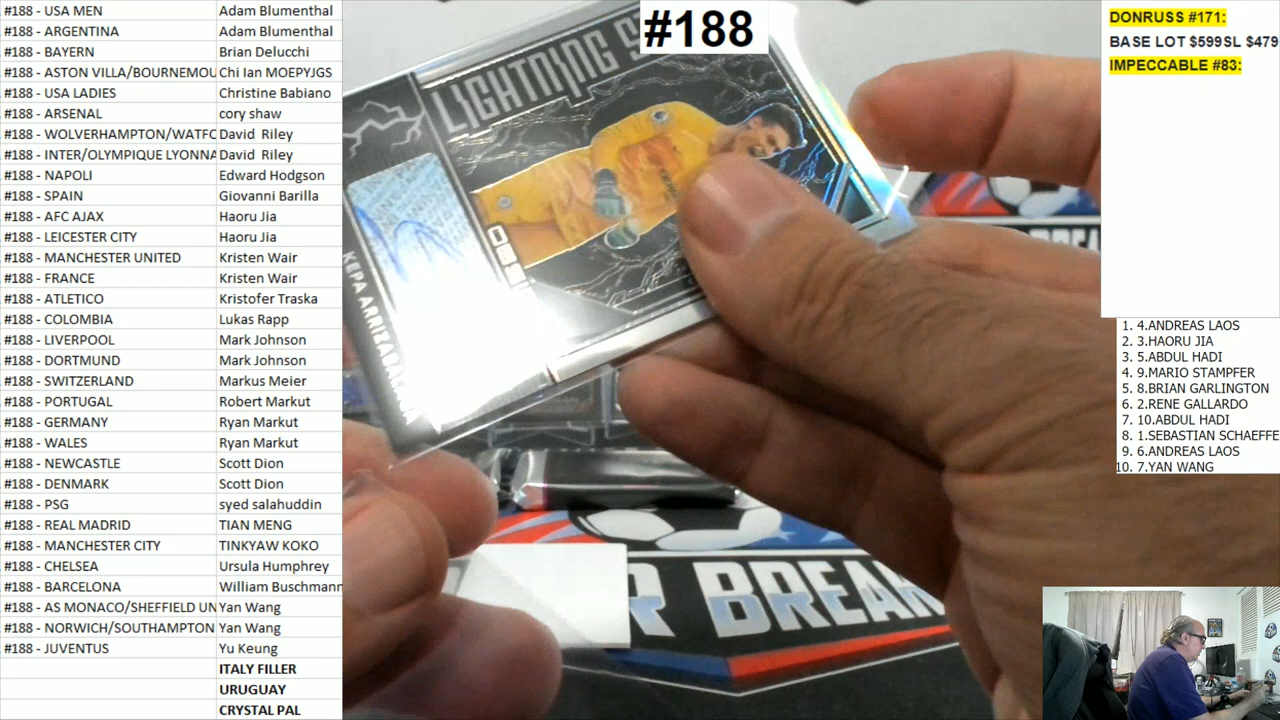 #188 - USA MEN Adam Blumenthal
#188 - ARGENTINA Adam Blumenthal
#188 - BAYERN Brian Delucchi
#188 - ASTON VILLA/BOURNEMOU Chi Ian MOEPYJGS
#188 - USA LADIES Christine Babiano
#188 - ARSENAL cory shaw
#188 - WOLVERHAMPTON/WATFC David Riley
#188 - INTER/OLYMPIQUE LYONNA David Riley
#188 - NAPOLI Edward Hodgson
#188 - SPAIN Giovanni Barilla
#188 - AFC AJAX Haoru Jia
#188 - LEICESTER CITY Haoru Jia
#188 - MANCHESTER UNITED Kristen Wair
#188 - FRANCE Kristen Wair
#188 - ATLETICO Kristofer Traska
#188 - COLOMBIA Lukas Rapp
#188 - LIVERPOOL Mark Johnson
#188 - DORTMUND Mark Johnson
#188 - SWITZERLAND Markus Meier
#188 - PORTUGAL Robert Markut
#188 - GERMANY Ryan Markut
#188 - WALES Ryan Markut
#188 - NEWCASTLE Scott Dion
#188 - DENMARK Scott Dion
#188 - PSG syed salahuddin
#188 - REAL MADRID TIAN MENG
#188 - MANCHESTER CITY TINKYAW KOKO
#188 - CHELSEA Ursula Humphrey
#188 - BARCELONA William Buschmann
#188 - AS MONACO/SHEFFIELD UN Yan Wang
#188 - NORWICH/SOUTHAMPTON Yan Wang
#188 - JUVENTUS Yu Keung
ITALY FILLER
URUGUAY
CRYSTAL PAL
#188
LIGHTNING S
KEPA ARRIZABA
R BREAK
DONRUSS #171:
BASE LOT $599SL $479
IMPECCABLE #83:
1. 4.ANDREAS LAOS
2. 3.HAORU JIA
3. 5.ABDUL HADI
4. 9.MARIO STAMPFER
5. 8.BRIAN GARLINGTON
6. 2.RENE GALLARDO
7. 10.ABDUL HADI
8. 1.SEBASTIAN SCHAEFFE
9. 6.ANDREAS LAOS
10. 7.YAN WANG